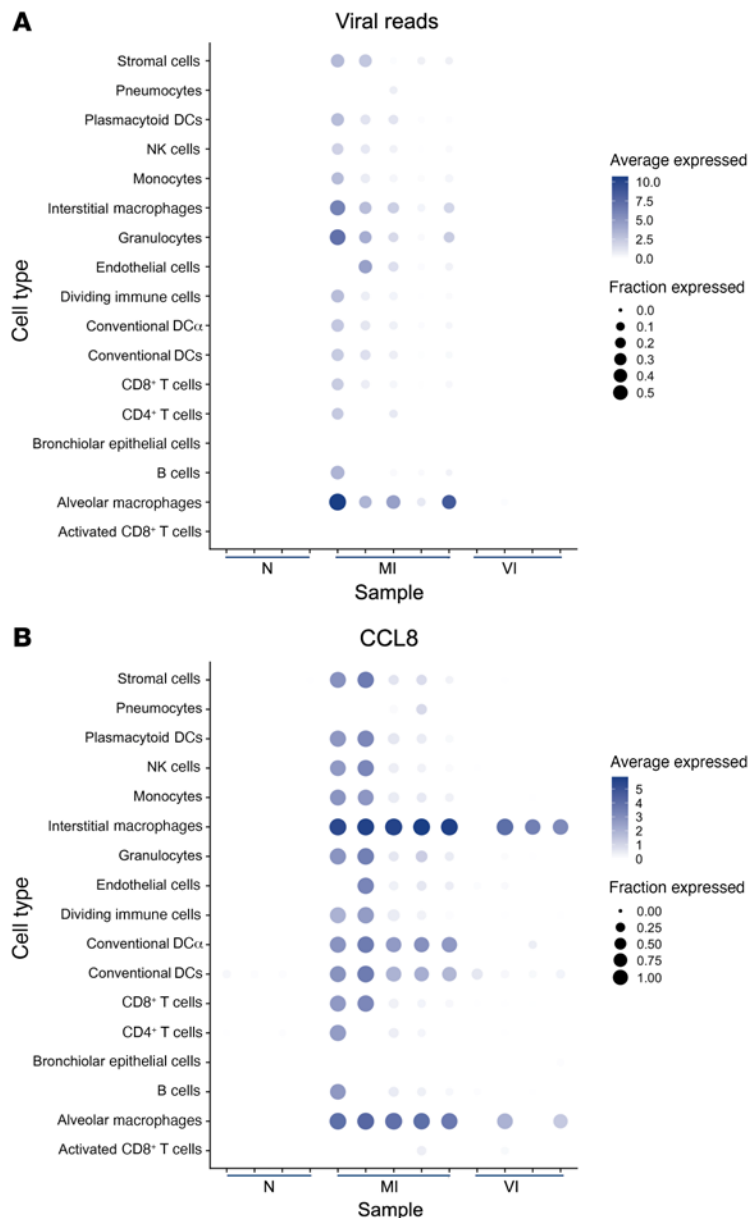 A
Viral reads
Stromal cells
Pneumocytes
Plasmacytoid DCs
NK cells
Monocytes
Interstitial macrophages
Granulocytes
Endothelial cells
Dividing immune cells
Conventional DCα
Conventional DCs
CD8⁺ T cells
CD4⁺ T cells
Bronchiolar epithelial cells
B cells
Alveolar macrophages
Activated CD8⁺ T cells
Cell type
N
MI
VI
Sample
Average expressed
10.0
7.5
5.0
2.5
0.0
Fraction expressed
0.0
0.1
0.2
0.3
0.4
0.5
B
CCL8
Stromal cells
Pneumocytes
Plasmacytoid DCs
NK cells
Monocytes
Interstitial macrophages
Granulocytes
Endothelial cells
Dividing immune cells
Conventional DCα
Conventional DCs
CD8⁺ T cells
CD4⁺ T cells
Bronchiolar epithelial cells
B cells
Alveolar macrophages
Activated CD8⁺ T cells
Cell type
N
MI
VI
Sample
Average expressed
5
4
3
2
1
0
Fraction expressed
0.00
0.25
0.50
0.75
1.00